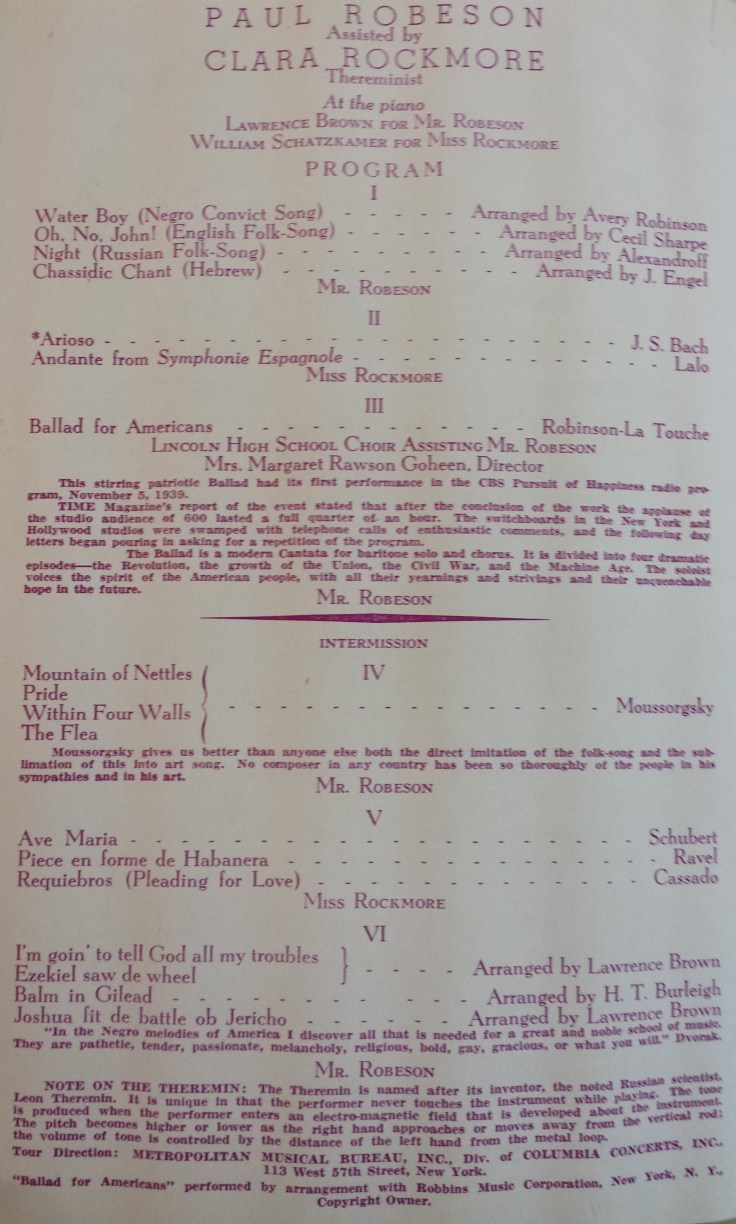 PAUL ROBESON
Assisted by
CLARA ROCKMORE
Thereminist
At the piano
LAWRENCE BROWN FOR MR. ROBESON
WILLIAM SCHATZKAMER FOR MISS ROCKMORE
PROGRAM
I
Water Boy (Negro Convict Song) - - - - - Arranged by Avery Robinson
Oh, No, John! (English Folk-Song) - - - - - Arranged by Cecil Sharpe
Night (Russian Folk-Song) - - - - - - - - Arranged by Alexandroff
Chassidic Chant (Hebrew) - - - - - - - - - Arranged by J. Engel
MR. ROBESON
II
*Arioso - - - - - - - - - - - - - - - - - - - - J. S. Bach
Andante from Symphonie Espagnole - - - - - - - - - - - - - Lalo
MISS ROCKMORE
III
Ballad for Americans - - - - - - - - - - - - Robinson-La Touche
LINCOLN HIGH SCHOOL CHOIR ASSISTING MR. ROBESON
Mrs. Margaret Rawson Goheen, Director
This stirring patriotic Ballad had its first performance in the CBS Pursuit of Happiness radio pro-
gram, November 5, 1939.
TIME Magazine's report of the event stated that after the conclusion of the work the applause of
the studio audience of 600 lasted a full quarter of an hour. The switchboards in the New York and
Hollywood studios were swamped with telephone calls of enthusiastic comments, and the following day
letters began pouring in asking for a repetition of the program.
The Ballad is a modern Cantata for baritone solo and chorus. It is divided into four dramatic
episodes—the Revolution, the growth of the Union, the Civil War, and the Machine Age. The soloist
voices the spirit of the American people, with all their yearnings and strivings and their unquenchable
hope in the future.
MR. ROBESON
INTERMISSION
IV
Mountain of Nettles
Pride
Within Four Walls - - - - - - - - - - - - - - - - Moussorgsky
The Flea
Moussorgsky gives us better than anyone else both the direct imitation of the folk-song and the sub-
limation of this into art song. No composer in any country has been so thoroughly of the people in his
sympathies and in his art.
MR. ROBESON
V
Ave Maria - - - - - - - - - - - - - - - - - - - - Schubert
Piece en forme de Habanera - - - - - - - - - - - - - - Ravel
Requiebros (Pleading for Love) - - - - - - - - - - - - Cassado
MISS ROCKMORE
VI
I'm goin' to tell God all my troubles
Ezekiel saw de wheel } - - - - Arranged by Lawrence Brown
Balm in Gilead - - - - - - - - - - - Arranged by H. T. Burleigh
Joshua fit de battle ob Jericho - - - - - - Arranged by Lawrence Brown
"In the Negro melodies of America I discover all that is needed for a great and noble school of music.
They are pathetic, tender, passionate, melancholy, religious, bold, gay, gracious, or what you will." Dvorak.
MR. ROBESON
NOTE ON THE THEREMIN: The Theremin is named after its inventor, the noted Russian scientist,
Leon Theremin. It is unique in that the performer never touches the instrument while playing. The tone
is produced when the performer enters an electro-magnetic field that is developed about the instrument.
The pitch becomes higher or lower as the right hand approaches or moves away from the vertical rod;
the volume of tone is controlled by the distance of the left hand from the metal loop.
Tour Direction: METROPOLITAN MUSICAL BUREAU, INC., Div. of COLUMBIA CONCERTS, INC.,
113 West 57th Street, New York.
"Ballad for Americans" performed by arrangement with Robbins Music Corporation, New York, N. Y.,
Copyright Owner.